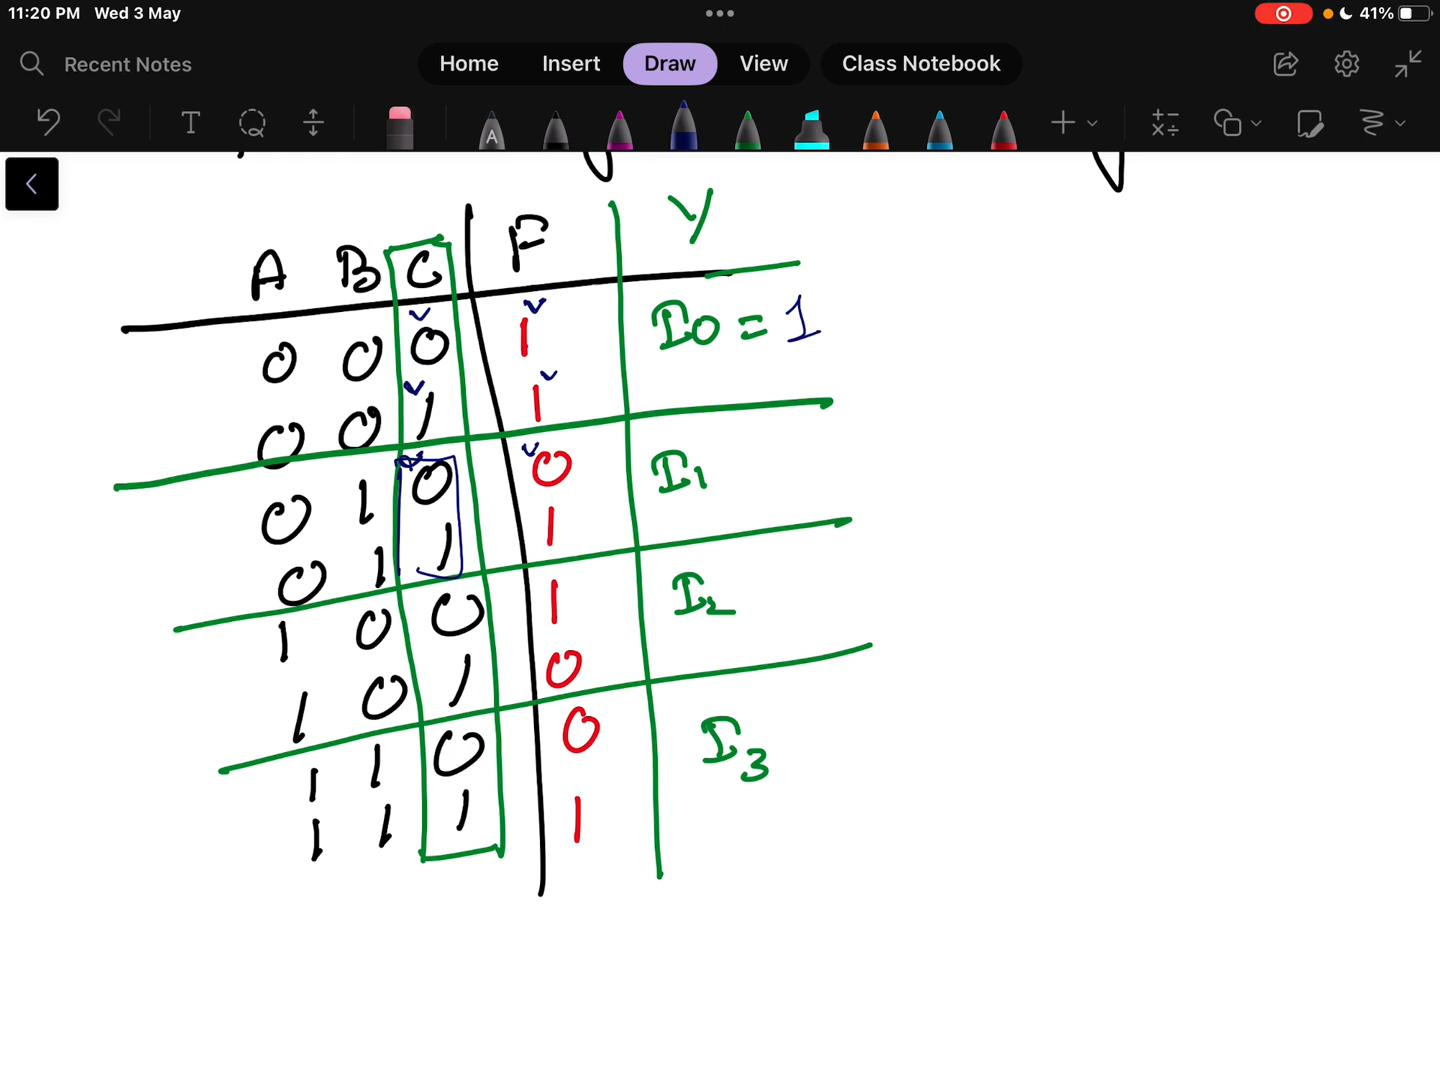 11:20 PM Wed 3 May
41%
Recent Notes
Home Insert Draw View Class Notebook
T A
A B C F Y
0 0 0 1 I0 = 1
0 0 1 1
0 1 0 0 I1
0 1 1 1
1 0 0 1 I2
1 0 1 0
1 1 0 0 I3
1 1 1 1